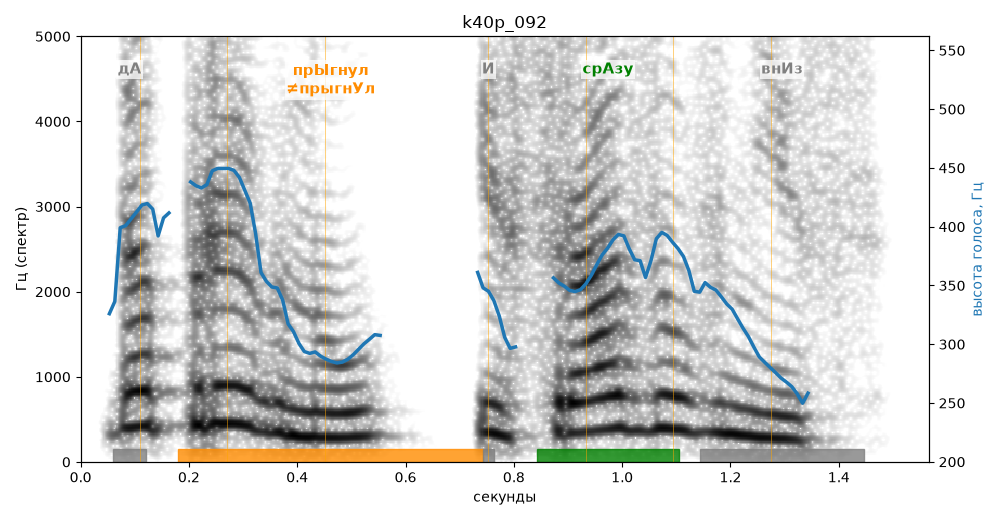 k40p_092
5000
4000
3000
2000
1000
0
Гц (спектр)
550
500
450
400
350
300
250
200
высота голоса, Гц
дА
прЫгнул
≠прыгнУл
И
срАзу
внИз
0.0 0.2 0.4 0.6 0.8 1.0 1.2 1.4
секунды